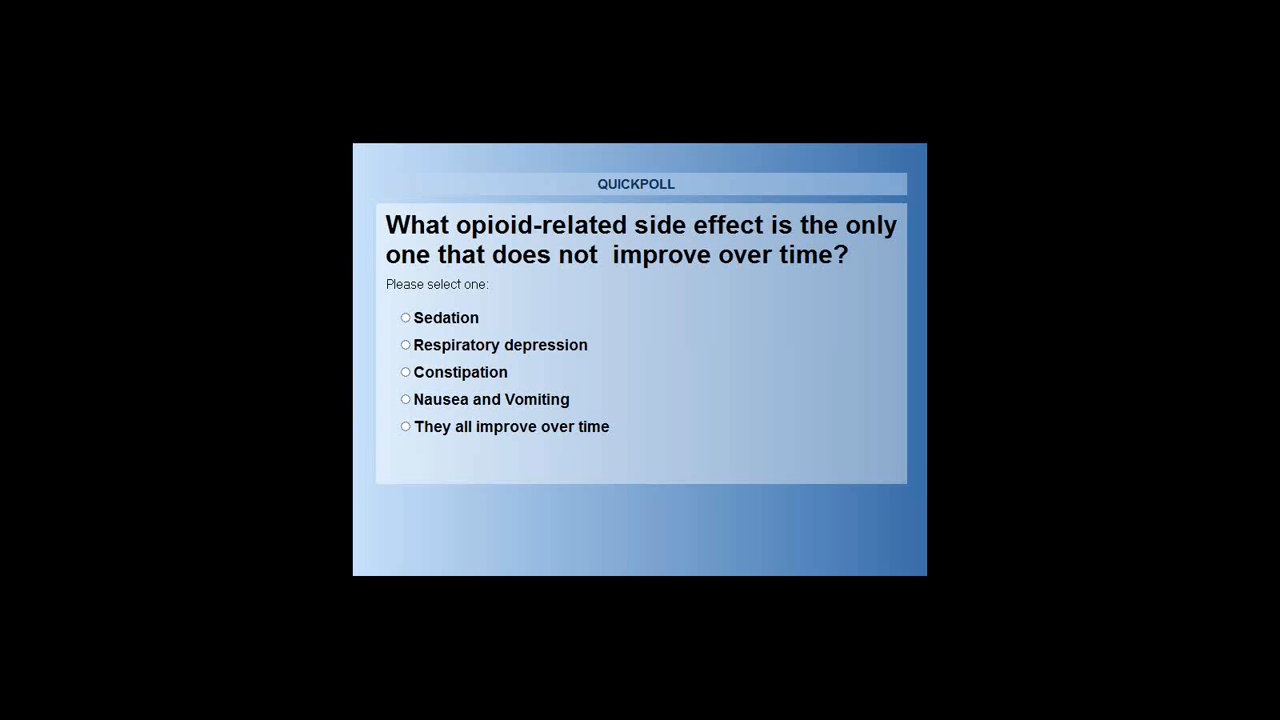 QUICKPOLL
What opioid-related side effect is the only
one that does not  improve over time?
Please select one:
Sedation
Respiratory depression
Constipation
Nausea and Vomiting
They all improve over time